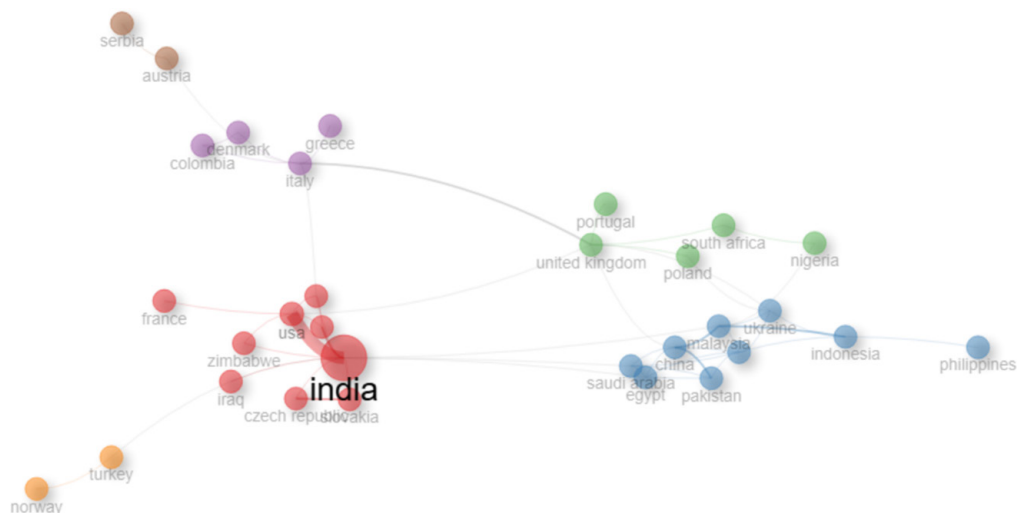 serbia
austria
greece
denmark
colombia
italy
portugal
south africa
united kingdom
nigeria
poland
france
usa
ukraine
malaysia
indonesia
zimbabwe
china
philippines
saudi arabia
india
iraq
egypt
pakistan
czech republic
slovakia
turkey
norway